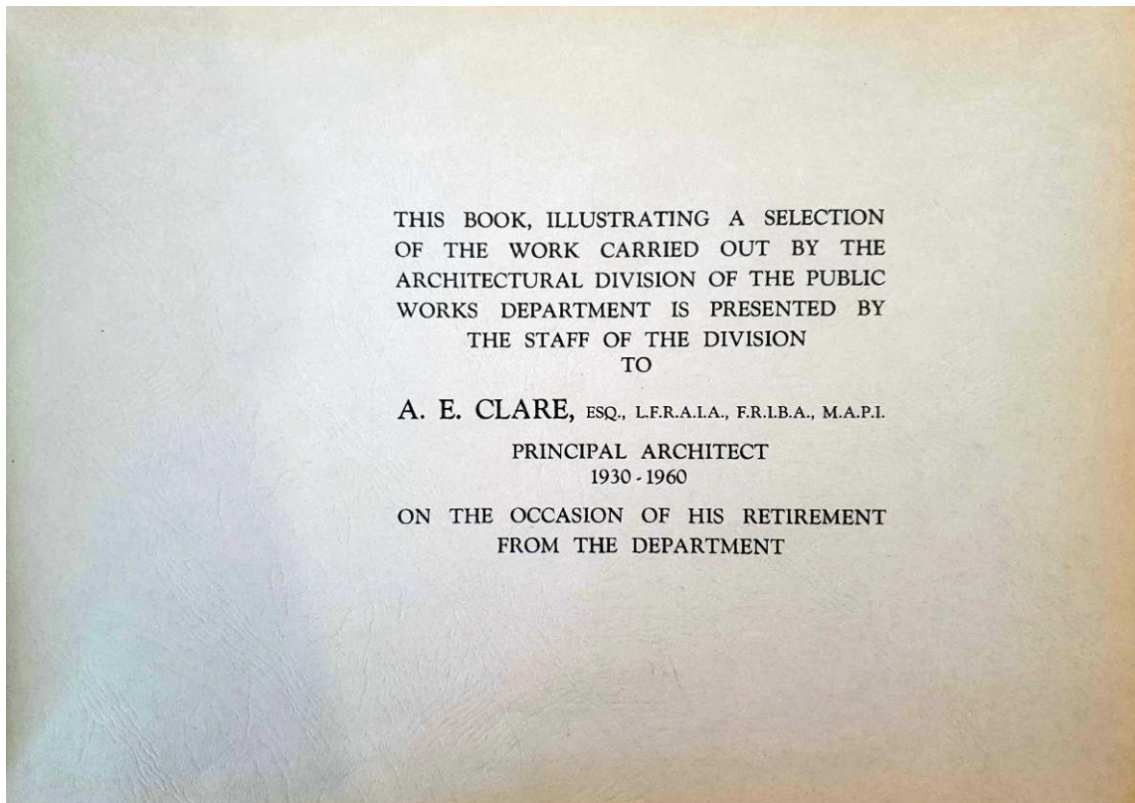 THIS BOOK, ILLUSTRATING A SELECTION
OF THE WORK CARRIED OUT BY THE
ARCHITECTURAL DIVISION OF THE PUBLIC
WORKS DEPARTMENT IS PRESENTED BY
THE STAFF OF THE DIVISION
TO
A. E. CLARE, ESQ., L.F.R.A.I.A., F.R.I.B.A., M.A.P.I.
PRINCIPAL ARCHITECT
1930-1960
ON THE OCCASION OF HIS RETIREMENT
FROM THE DEPARTMENT